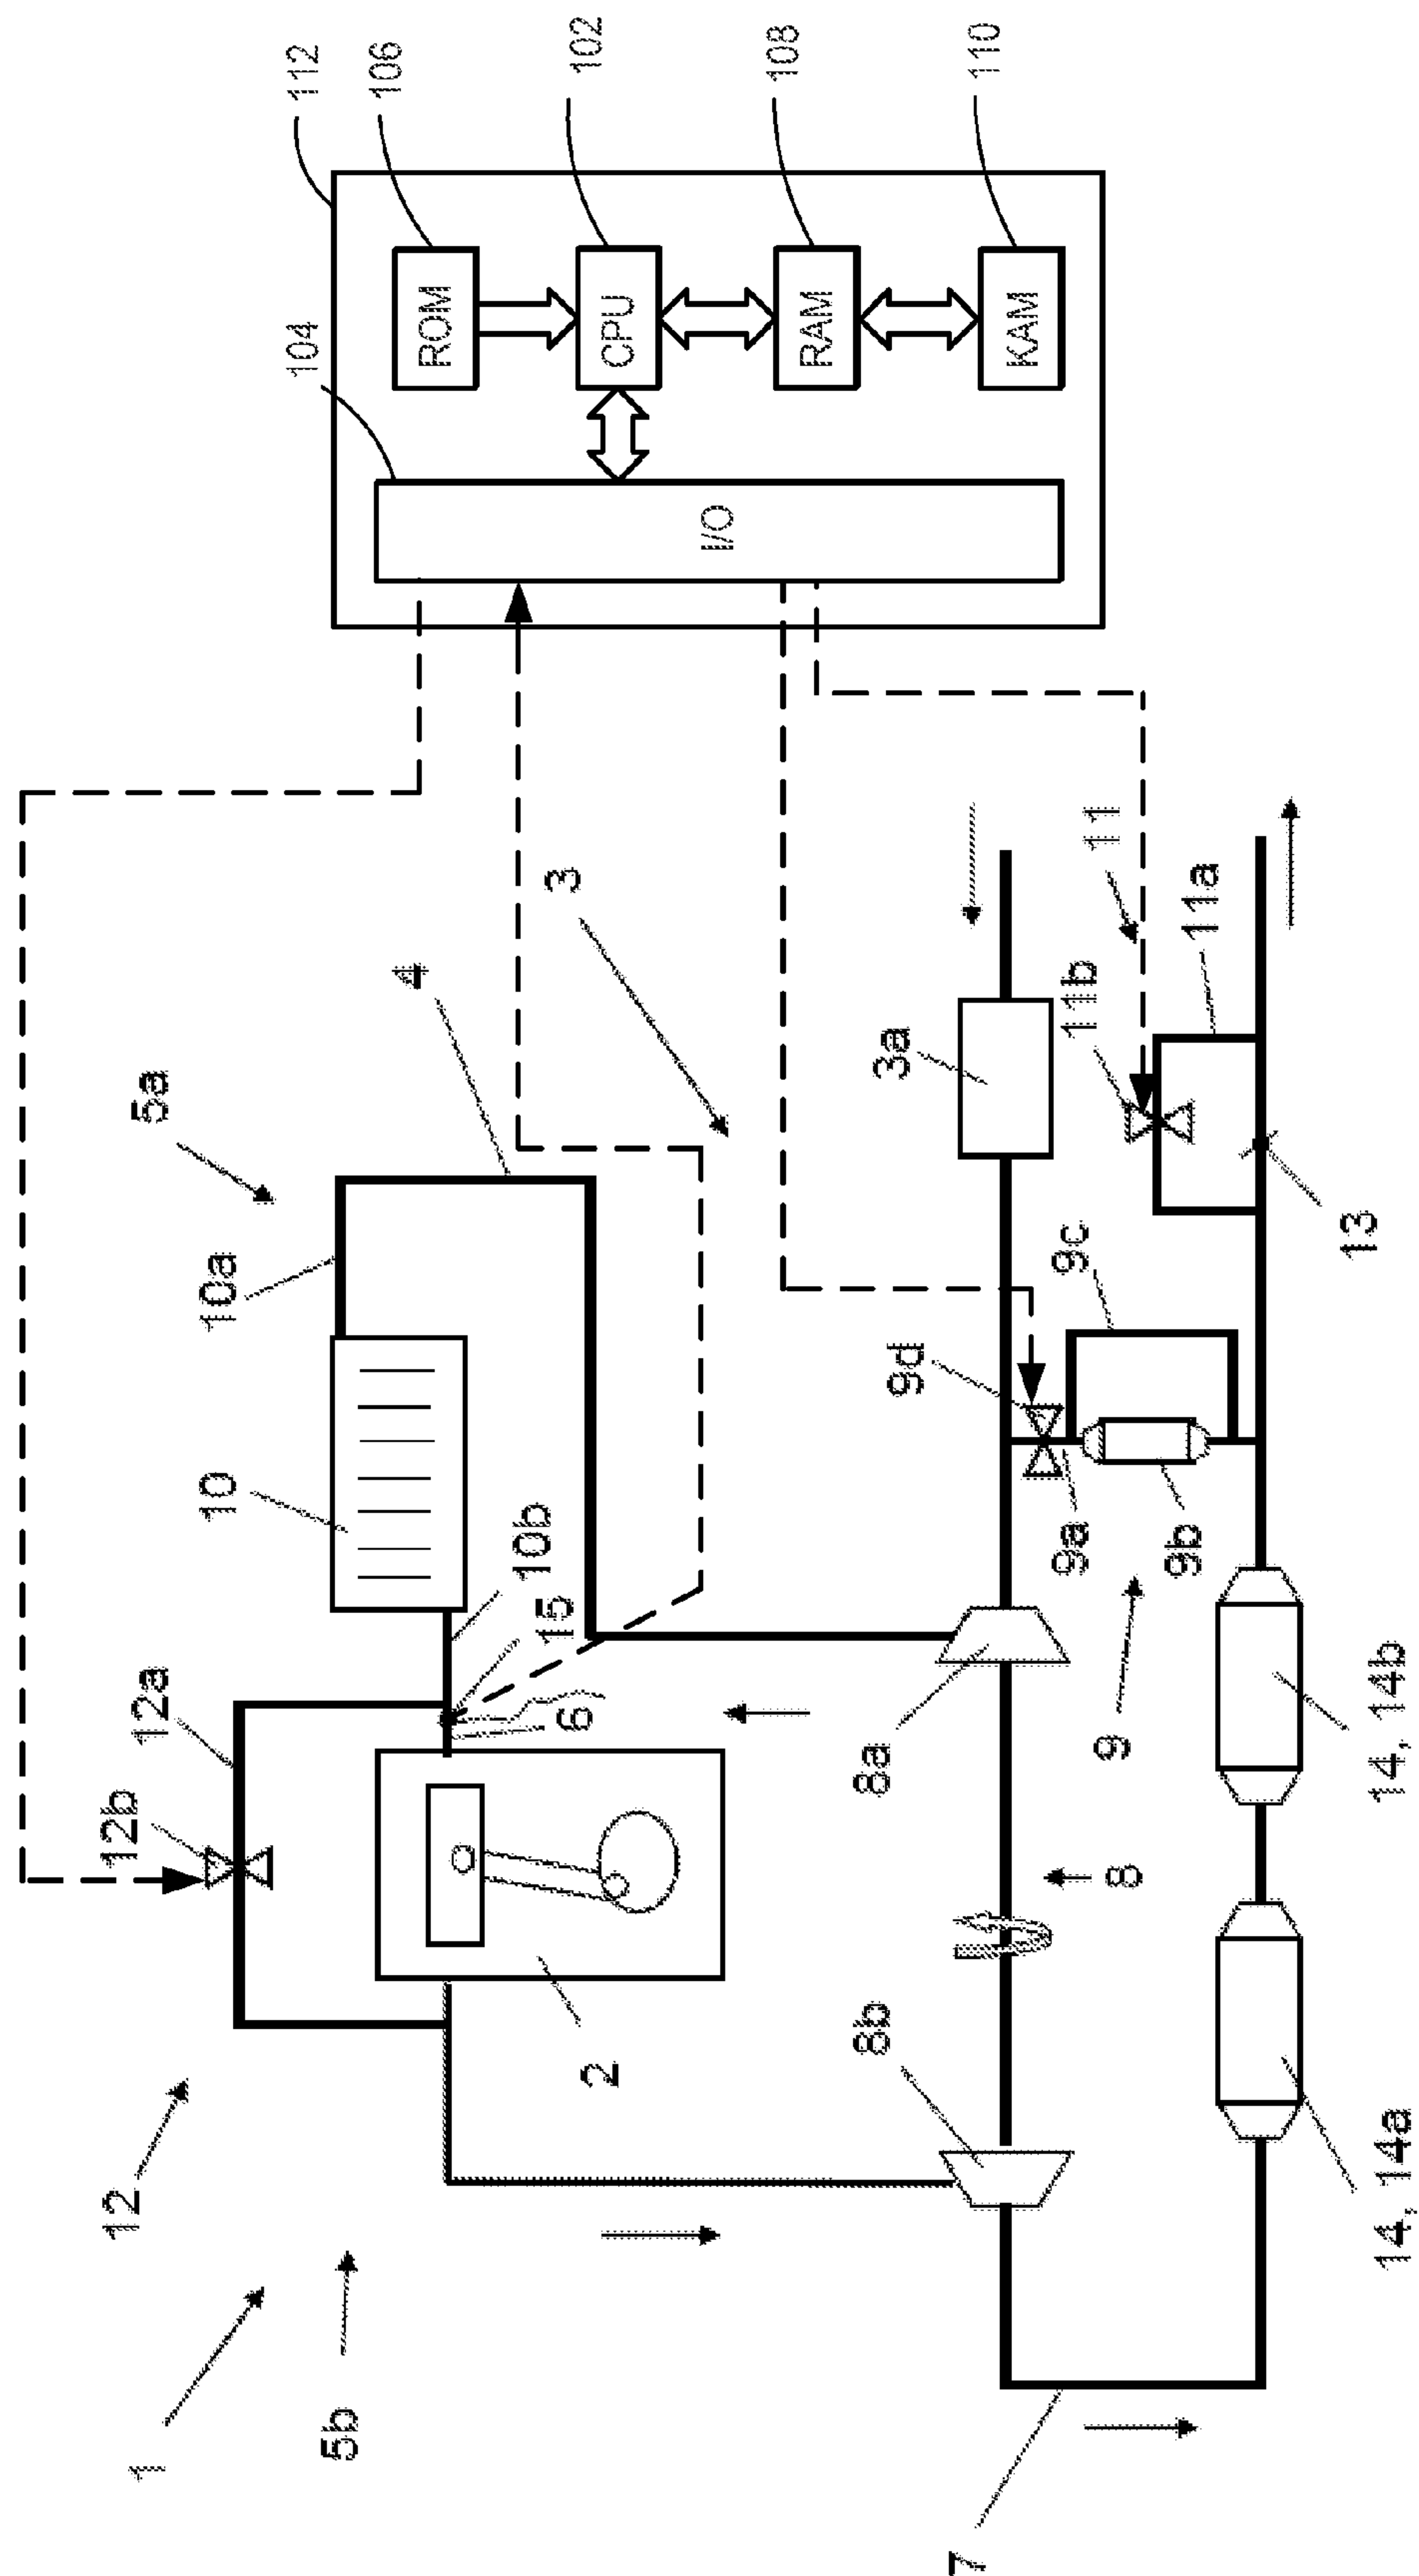 112
106
102
108
110
104
ROM
CPU
RAM
KAM
I/O
3
4
5a
10a
10
10b
15
6
12a
12b
12
2
1
5b
3a
11
11a
11b
13
9c
9d
9a
9b
9
8a
8
8b
14, 14b
14, 14a
7